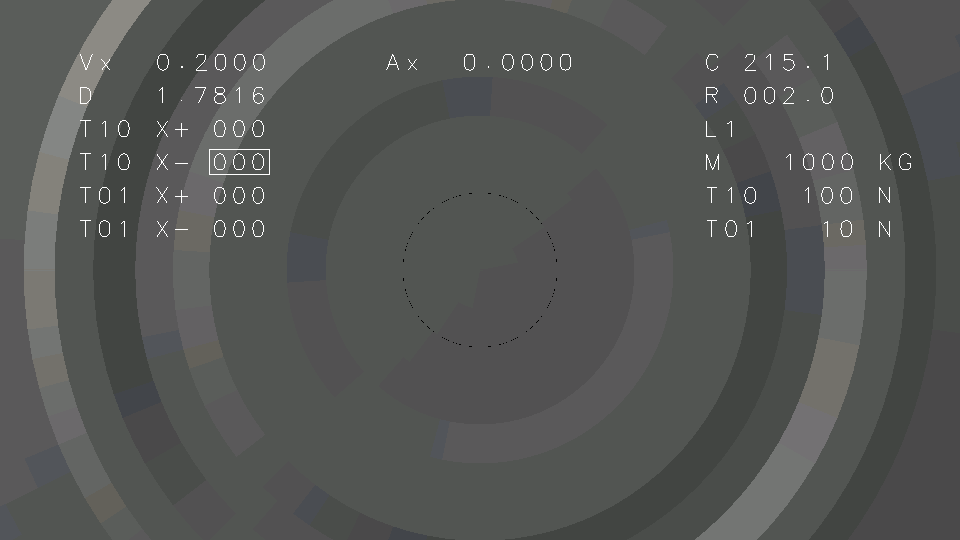 Vx 0.2000 Ax 0.0000 C 215.1
D 1.7816 R 002.0
T10 X+ 000 L1
T10 X- 000 M 1000 KG
T01 X+ 000 T10 100 N
T01 X- 000 T01 10 N